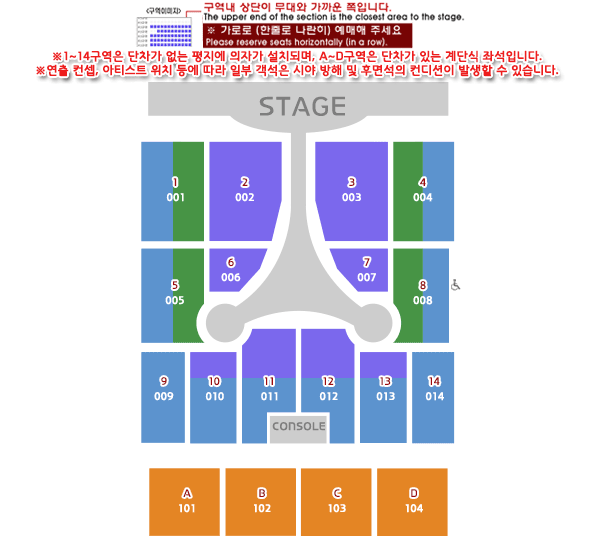 <구역이미지>
구역내 상단이 무대와 가까운 쪽입니다.
The upper end of the section is the closest area to the stage.
※ 가로로 (한줄로 나란히) 예매해 주세요
Please reserve seats horizontally (in a row).
※1~14구역은 단차가 없는 평지에 의자가 설치되며, A~D구역은 단차가 있는 계단식 좌석입니다.
※연출 컨셉, 아티스트 위치 등에 따라 일부 객석은 시야 방해 및 후면석의 컨디션이 발생할 수 있습니다.
STAGE
1 2 3 4
001 002 003 004
6 7
006 007
5 8
005 008
9 10 11 12 13 14
009 010 011 012 013 014
CONSOLE
A B C D
101 102 103 104